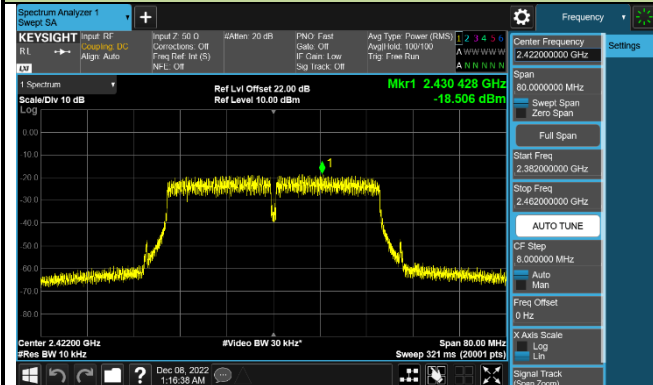 Spectrum Analyzer 1
Swept SA
Frequency
KEYSIGHT
RL
LXI
Input: RF
Coupling: DC
Align: Auto
Input Z: 50 Ω
Corrections: Off
Freq Ref: Int (S)
NFE: Off
#Atten: 20 dB
PNO: Fast
Gate: Off
IF Gain: Low
Sig Track: Off
Avg Type: Power (RMS)
Avg|Hold: 100/100
Trig: Free Run
1 2 3 4 5 6
A W W W W W
A N N N N N
Center Frequency
2.422000000 GHz
Settings
Span
80.0000000 MHz
Swept Span
Zero Span
Full Span
Start Freq
2.382000000 GHz
Stop Freq
2.462000000 GHz
AUTO TUNE
CF Step
8.000000 MHz
Auto
Man
Freq Offset
0 Hz
X Axis Scale
Log
Lin
Signal Track
(Span Zoom)
1 Spectrum
Scale/Div 10 dB
Log
Ref Lvl Offset 22.00 dB
Ref Level 10.00 dBm
Mkr1 2.430 428 GHz
-18.506 dBm
0.00
-10.0
-20.0
-30.0
-40.0
-50.0
-60.0
-70.0
-80.0
1
Center 2.42200 GHz
#Res BW 10 kHz
#Video BW 30 kHz*
Span 80.00 MHz
Sweep 321 ms (20001 pts)
?
Dec 08, 2022
1:16:38 AM